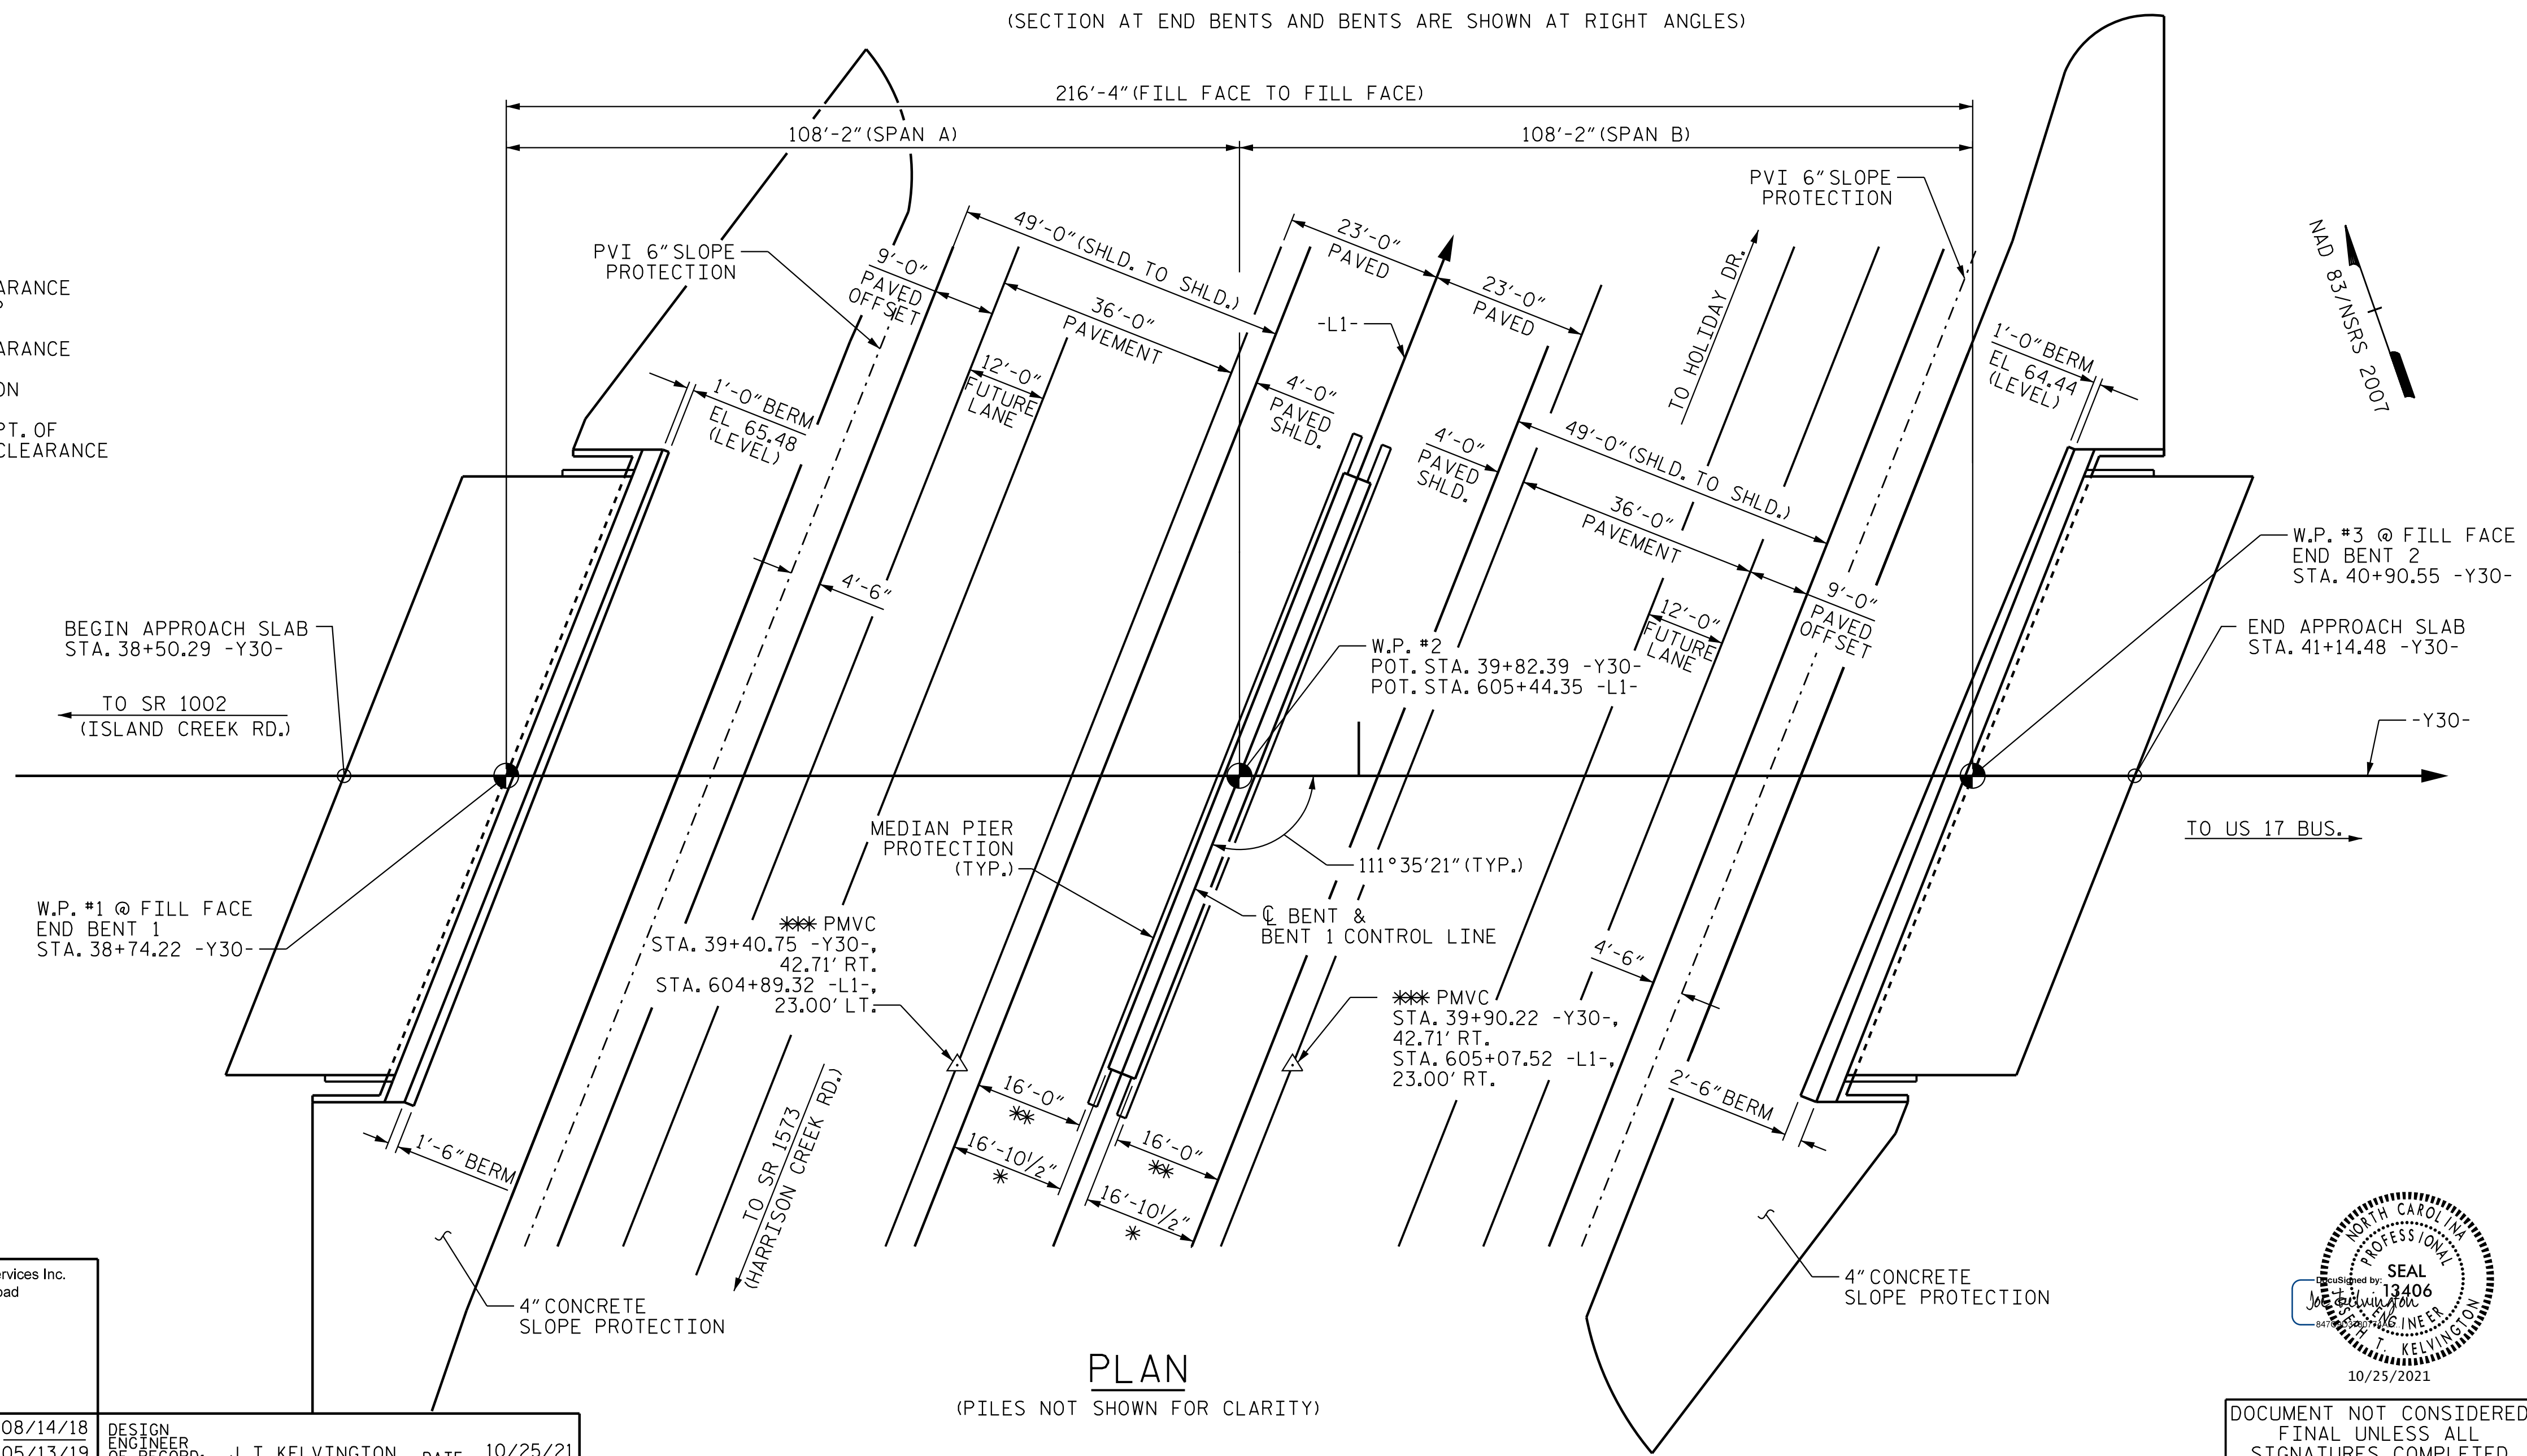 (SECTION AT END BENTS AND BENTS ARE SHOWN AT RIGHT ANGLES)
216'-4" (FILL FACE TO FILL FACE)
108'-2" (SPAN A)
108'-2" (SPAN B)
PVI 6" SLOPE
PROTECTION
PVI 6" SLOPE
PROTECTION
49'-0" (SHLD. TO SHLD.)
9'-0"
PAVED
OFFSET
36'-0"
PAVEMENT
12'-0"
FUTURE
LANE
23'-0"
PAVED
23'-0"
PAVED
-L1-
TO HOLIDAY DR.
4'-0"
PAVED
SHLD.
4'-0"
PAVED
SHLD.
49'-0" (SHLD. TO SHLD.)
36'-0"
PAVEMENT
12'-0"
FUTURE
LANE
9'-0"
PAVED
OFFSET
1'-0" BERM
EL 65.48
(LEVEL)
1'-0" BERM
EL 64.44
(LEVEL)
NAD 83/NSRS 2007
ARANCE
ARANCE
ON
PT. OF
CLEARANCE
4'-6"
BEGIN APPROACH SLAB
STA. 38+50.29 -Y30-
TO SR 1002
(ISLAND CREEK RD.)
W.P. #2
POT. STA. 39+82.39 -Y30-
POT. STA. 605+44.35 -L1-
W.P. #3 @ FILL FACE
END BENT 2
STA. 40+90.55 -Y30-
END APPROACH SLAB
STA. 41+14.48 -Y30-
-Y30-
TO US 17 BUS.
MEDIAN PIER
PROTECTION
(TYP.)
111°35'21" (TYP.)
℄ BENT &
BENT 1 CONTROL LINE
W.P. #1 @ FILL FACE
END BENT 1
STA. 38+74.22 -Y30-
*** PMVC
STA. 39+40.75 -Y30-,
42.71' RT.
STA. 604+89.32 -L1-,
23.00' LT.
*** PMVC
STA. 39+90.22 -Y30-,
42.71' RT.
STA. 605+07.52 -L1-,
23.00' RT.
4'-6"
16'-0"
**
16'-10½"
*
16'-0"
**
16'-10½"
*
2'-6" BERM
1'-6" BERM
TO SR 1573
(HARRISON CREEK RD.)
4" CONCRETE
SLOPE PROTECTION
4" CONCRETE
SLOPE PROTECTION
PLAN
(PILES NOT SHOWN FOR CLARITY)
rvices Inc.
oad
08/14/18
05/13/19
DESIGN
ENGINEER
OF RECORD: J.T. KELVINGTON DATE 10/25/21
NORTH CAROLINA
PROFESSIONAL
SEAL
13406
ENGINEER
JOSEPH T. KELVINGTON
DocuSigned by:
Joe Kelvington
10/25/2021
DOCUMENT NOT CONSIDERED
FINAL UNLESS ALL
SIGNATURES COMPLETED